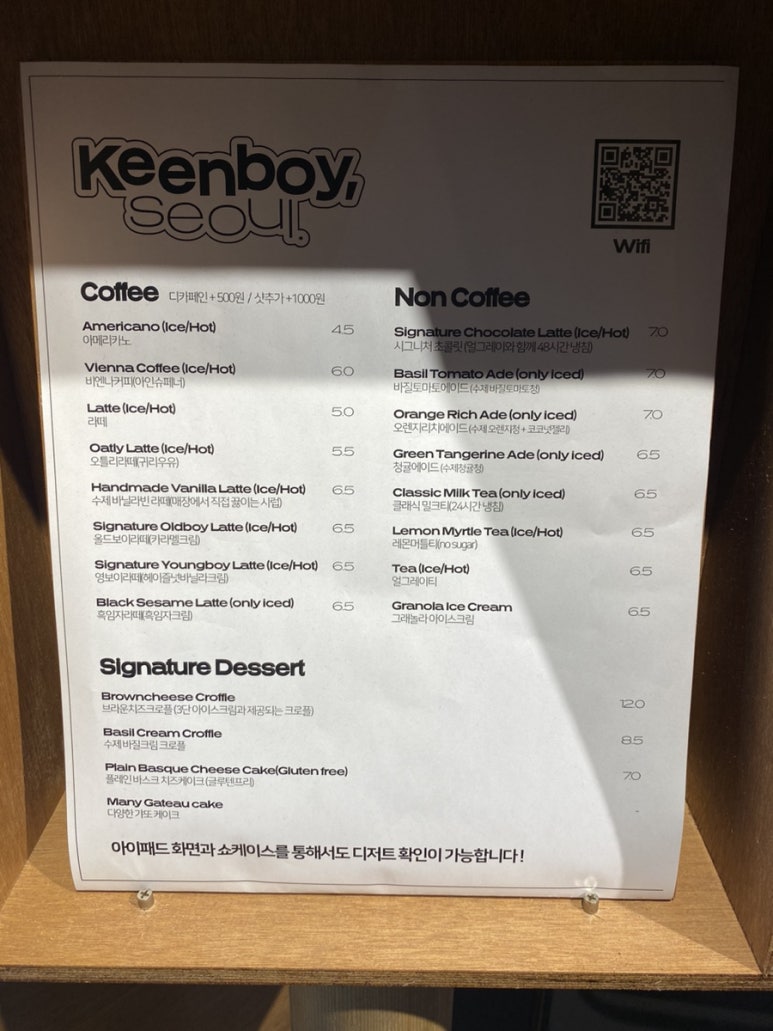 Keenboy,
seoul.
Wifi
Coffee 디카페인 + 500원 / 샷추가 +1000원
Americano (Ice/Hot) 4.5
아메리카노
Vienna Coffee (Ice/Hot) 6.0
비엔나커피(아인슈페너)
Latte (Ice/Hot) 5.0
라떼
Oatly Latte (Ice/Hot) 5.5
오틀리라떼(귀리우유)
Handmade Vanilla Latte (Ice/Hot) 6.5
수제 바닐라빈 라떼(매장에서 직접 끓이는 시럽)
Signature Oldboy Latte (Ice/Hot) 6.5
올드보이라떼(카라멜크림)
Signature Youngboy Latte (Ice/Hot) 6.5
영보이라떼(헤이즐넛바닐라크림)
Black Sesame Latte (only iced) 6.5
흑임자라떼(흑임자크림)
Non Coffee
Signature Chocolate Latte (Ice/Hot) 7.0
시그니처 초콜릿 (얼그레이와 함께 48시간 냉침)
Basil Tomato Ade (only iced) 7.0
바질토마토에이드 (수제 바질토마토청)
Orange Rich Ade (only iced) 7.0
오렌지리치에이드 (수제 오렌지청 + 코코넛젤리)
Green Tangerine Ade (only iced) 6.5
청귤에이드 (수제청귤청)
Classic Milk Tea (only iced) 6.5
클래식 밀크티(24시간 냉침)
Lemon Myrtle Tea (Ice/Hot) 6.5
레몬머틀티(no sugar)
Tea (Ice/Hot) 6.5
얼그레이티
Granola Ice Cream 6.5
그래놀라 아이스크림
Signature Dessert
Browncheese Croffle 12.0
브라운치즈크로플 (3단 아이스크림과 제공되는 크로플)
Basil Cream Croffle 8.5
수제 바질크림 크로플
Plain Basque Cheese Cake(Gluten free) 7.0
플레인 바스크 치즈케이크 (글루텐프리)
Many Gateau cake -
다양한 갸또 케이크
아이패드 화면과 쇼케이스를 통해서도 디저트 확인이 가능합니다 !